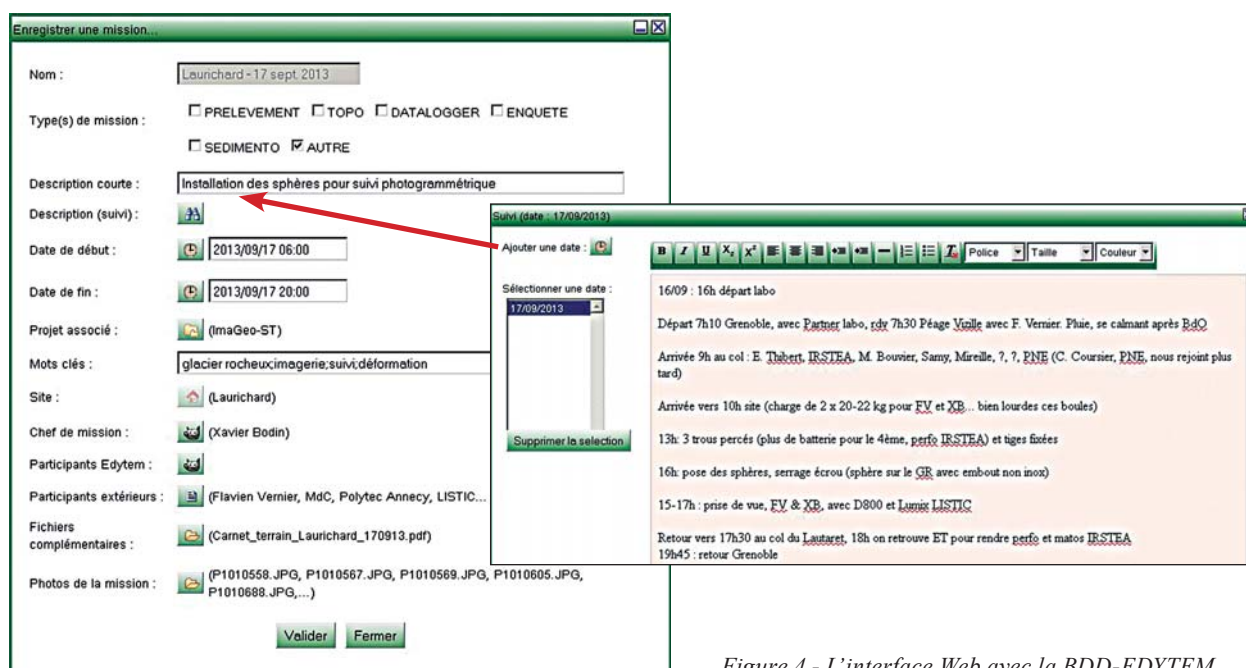 Enregistrer une mission...
Nom :
Laurichard - 17 sept. 2013
Type(s) de mission :
PRELEVEMENT TOPO DATALOGGER ENQUETE
SEDIMENTO AUTRE
Description courte :
Installation des sphères pour suivi photogrammétrique
Description (suivi) :
Date de début :
2013/09/17 06:00
Date de fin :
2013/09/17 20:00
Projet associé :
(ImaGeo-ST)
Mots clés :
glacier rocheux;imagerie;suivi;déformation
Site :
(Laurichard)
Chef de mission :
(Xavier Bodin)
Participants Edytem :
Participants extérieurs :
(Flavien Vernier, MdC, Polytec Annecy, LISTIC...
Fichiers
complémentaires :
(Carnet_terrain_Laurichard_170913.pdf)
Photos de la mission :
(P1010558.JPG, P1010567.JPG, P1010569.JPG, P1010605.JPG,
P1010688.JPG,...)
Valider Fermer
Suivi (date : 17/09/2013)
Ajouter une date :
B I U X₂ X² Police Taille Couleur
Sélectionner une date :
17/09/2013
Supprimer la selection
16/09 : 16h départ labo
Départ 7h10 Grenoble, avec Partner labo, rdv 7h30 Péage Vizille avec F. Vernier. Pluie, se calmant après BdO
Arrivée 9h au col : E. Thibert, IRSTEA, M. Bouvier, Samy, Mireille, ?, ?, PNE (C. Coursier, PNE, nous rejoint plus
tard)
Arrivée vers 10h site (charge de 2 x 20-22 kg pour FV et XB... bien lourdes ces boules)
13h: 3 trous percés (plus de batterie pour le 4ème, perfo IRSTEA) et tiges fixées
16h: pose des sphères, serrage écrou (sphère sur le GR avec embout non inox)
15-17h : prise de vue, FV & XB, avec D800 et Lumix LISTIC
Retour vers 17h30 au col du Lautaret, 18h on retrouve ET pour rendre perfo et matos IRSTEA
19h45 : retour Grenoble
Figure 4 - L'interface Web avec la BDD-EDYTEM